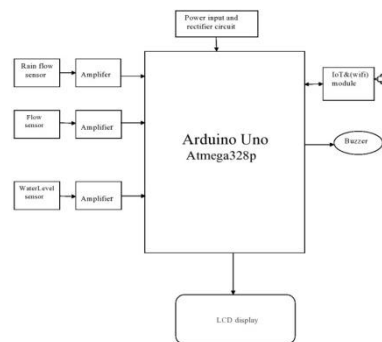 Power input and
rectifier circuit
Rain flow
sensor
Amplifer
IoT&(wifi)
module
Flow
sensor
Amplifier
Arduino Uno
Atmega328p
Buzzer
WaterLevel
sensor
Amplifier
LCD display